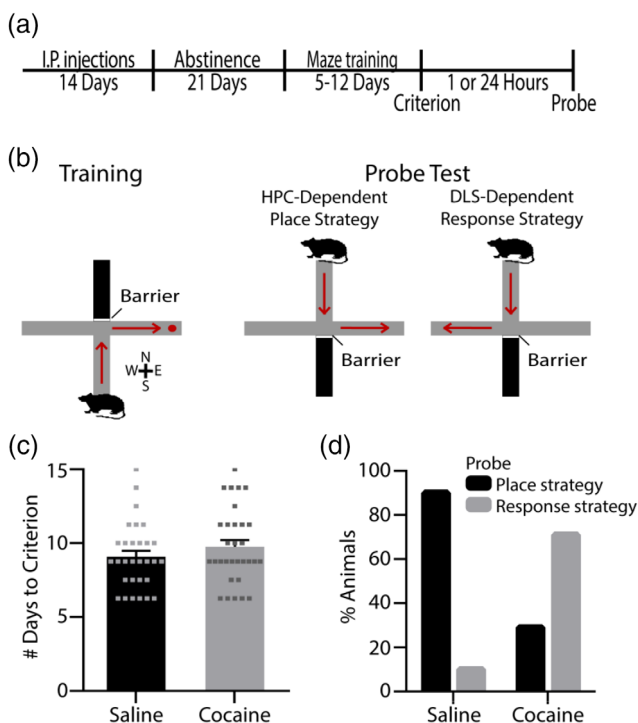 (a)
I.P. injections
Abstinence
Maze training
14 Days
21 Days
5-12 Days
1 or 24 Hours
Criterion
Probe
(b)
Training
Probe Test
HPC-Dependent
Place Strategy
DLS-Dependent
Response Strategy
Barrier
N
W E
S
Barrier
Barrier
(c)
# Days to Criterion
15
10
5
0
Saline
Cocaine
(d)
% Animals
100
80
60
40
20
0
Probe
Place strategy
Response strategy
Saline
Cocaine